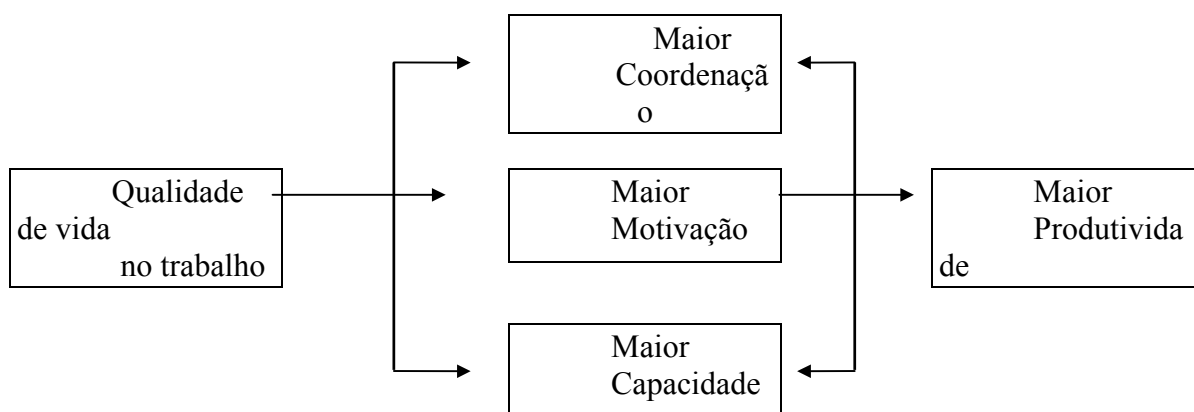 Qualidade
de vida
no trabalho
Maior
Coordenaçã
o
Maior
Motivação
Maior
Capacidade
Maior
Produtivida
de